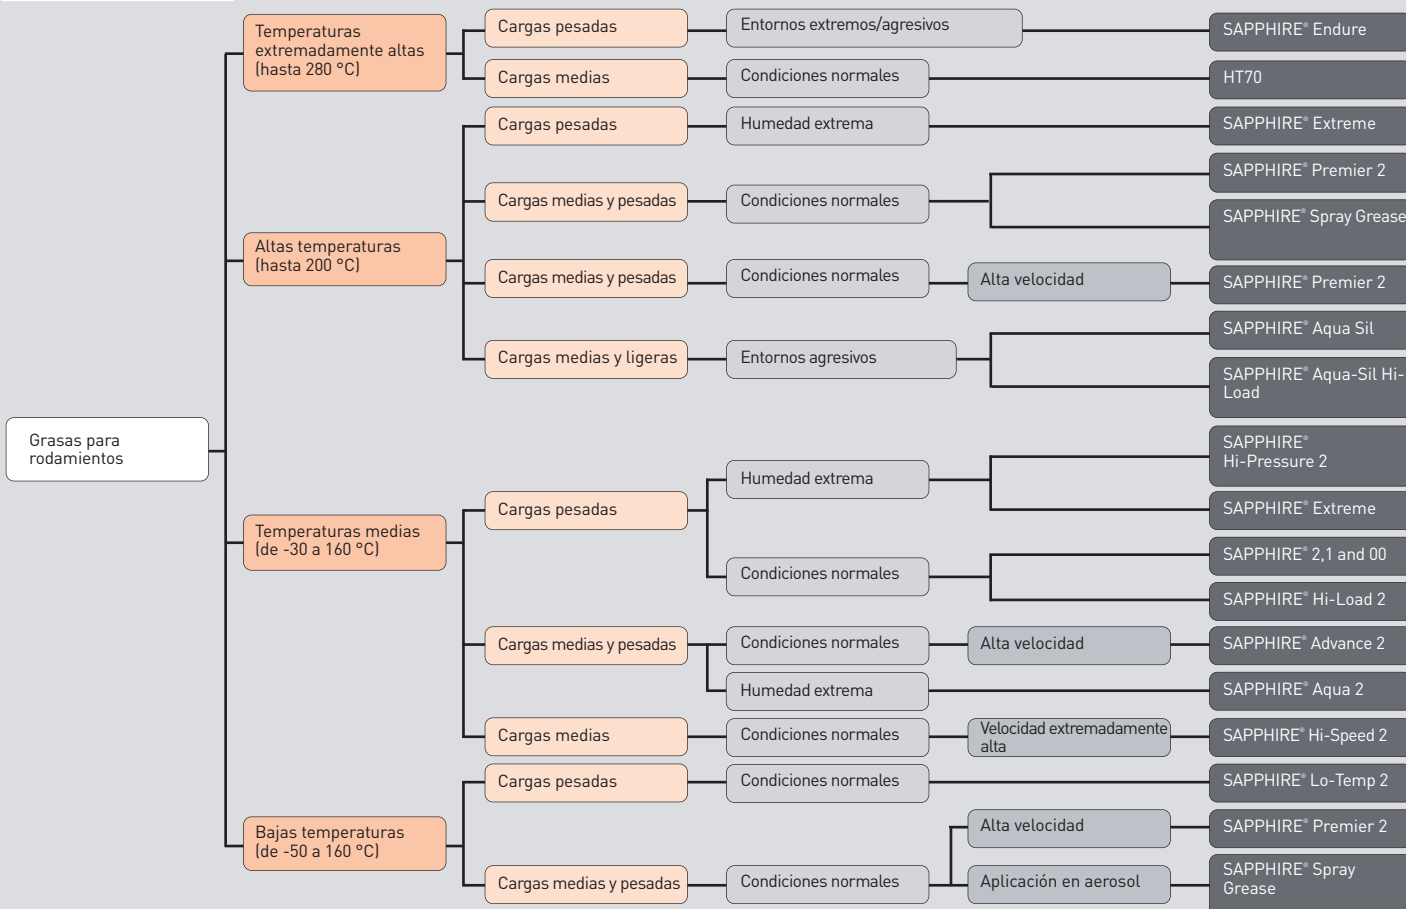 Grasas para
rodamientos
Temperaturas
extremadamente altas
(hasta 280 °C)
Cargas pesadas
Entornos extremos/agresivos
SAPPHIRE® Endure
Cargas medias
Condiciones normales
HT70
Altas temperaturas
(hasta 200 °C)
Cargas pesadas
Humedad extrema
SAPPHIRE® Extreme
Cargas medias y pesadas
Condiciones normales
SAPPHIRE® Premier 2
SAPPHIRE® Spray Grease
Cargas medias y pesadas
Condiciones normales
Alta velocidad
SAPPHIRE® Premier 2
Cargas medias y ligeras
Entornos agresivos
SAPPHIRE® Aqua Sil
SAPPHIRE® Aqua-Sil Hi-
Load
Temperaturas medias
(de -30 a 160 °C)
Cargas pesadas
Humedad extrema
SAPPHIRE®
Hi-Pressure 2
SAPPHIRE® Extreme
Condiciones normales
SAPPHIRE® 2,1 and 00
SAPPHIRE® Hi-Load 2
Cargas medias y pesadas
Condiciones normales
Alta velocidad
SAPPHIRE® Advance 2
Humedad extrema
SAPPHIRE® Aqua 2
Cargas medias
Condiciones normales
Velocidad extremadamente
alta
SAPPHIRE® Hi-Speed 2
Bajas temperaturas
(de -50 a 160 °C)
Cargas pesadas
Condiciones normales
SAPPHIRE® Lo-Temp 2
Cargas medias y pesadas
Condiciones normales
Alta velocidad
SAPPHIRE® Premier 2
Aplicación en aerosol
SAPPHIRE® Spray
Grease